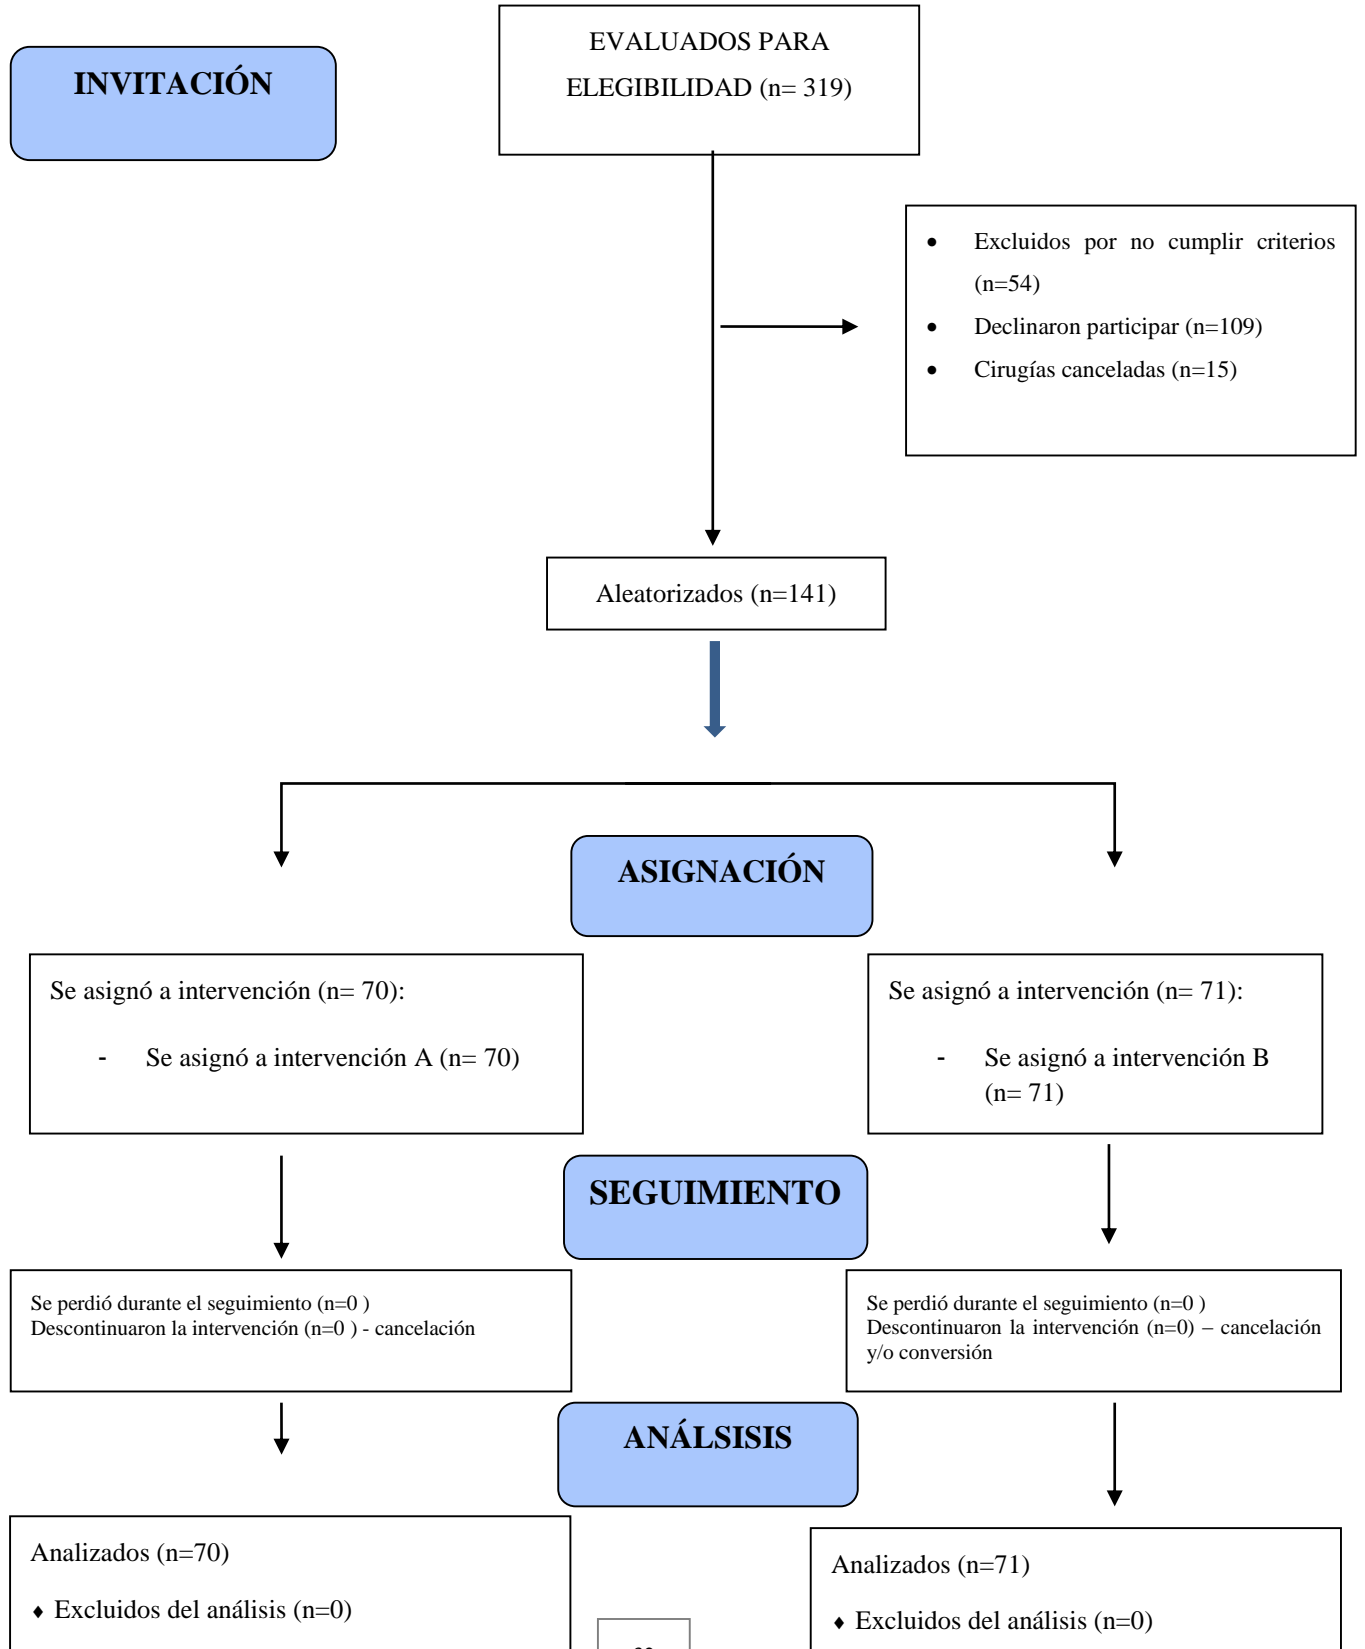 INVITACIÓN
EVALUADOS PARA
ELEGIBILIDAD (n= 319)
• Excluidos por no cumplir criterios
(n=54)
• Declinaron participar (n=109)
• Cirugías canceladas (n=15)
Aleatorizados (n=141)
ASIGNACIÓN
Se asignó a intervención (n= 70):
- Se asignó a intervención A (n= 70)
Se asignó a intervención (n= 71):
- Se asignó a intervención B
(n= 71)
SEGUIMIENTO
Se perdió durante el seguimiento (n=0 )
Descontinuaron la intervención (n=0 ) - cancelación
Se perdió durante el seguimiento (n=0 )
Descontinuaron la intervención (n=0) – cancelación
y/o conversión
ANÁLSISIS
Analizados (n=70)
♦ Excluidos del análisis (n=0)
Analizados (n=71)
♦ Excluidos del análisis (n=0)